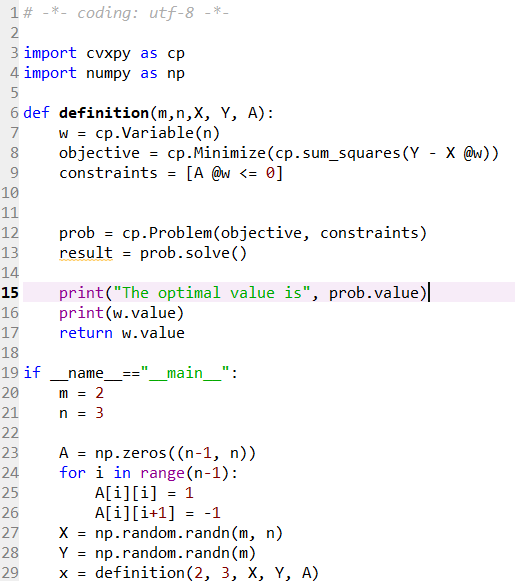 1 # -*- coding: utf-8 -*-
2
3 import cvxpy as cp
4 import numpy as np
5
6 def definition(m,n,X, Y, A):
7     w = cp.Variable(n)
8     objective = cp.Minimize(cp.sum_squares(Y - X @w))
9     constraints = [A @w <= 0]
10
11
12     prob = cp.Problem(objective, constraints)
13     result = prob.solve()
14
15     print("The optimal value is", prob.value)
16     print(w.value)
17     return w.value
18
19 if __name__=="__main__":
20     m = 2
21     n = 3
22
23     A = np.zeros((n-1, n))
24     for i in range(n-1):
25         A[i][i] = 1
26         A[i][i+1] = -1
27     X = np.random.randn(m, n)
28     Y = np.random.randn(m)
29     x = definition(2, 3, X, Y, A)